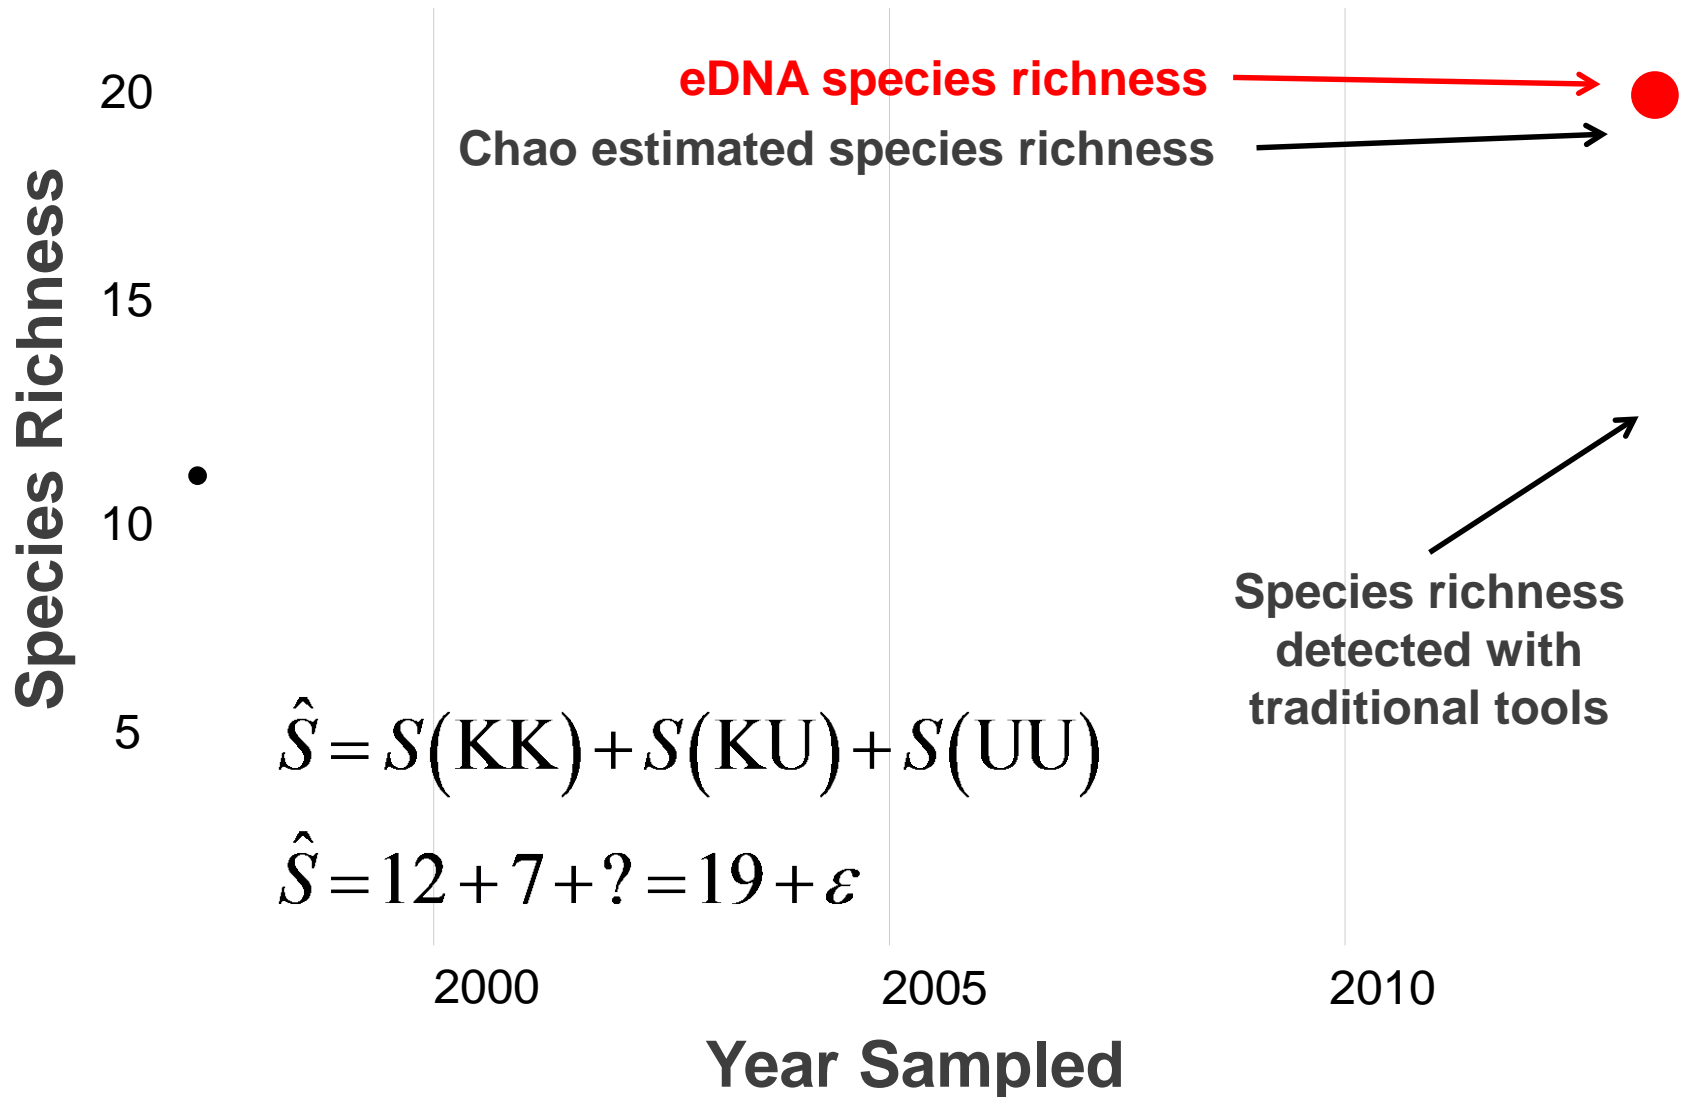 20
eDNA species richness
Chao estimated species richness
Species Richness
15
10
Species richness
detected with
traditional tools
5
Ŝ = S(KK) + S(KU) + S(UU)
Ŝ = 12 + 7 + ? = 19 + ε
2000
2005
2010
Year Sampled